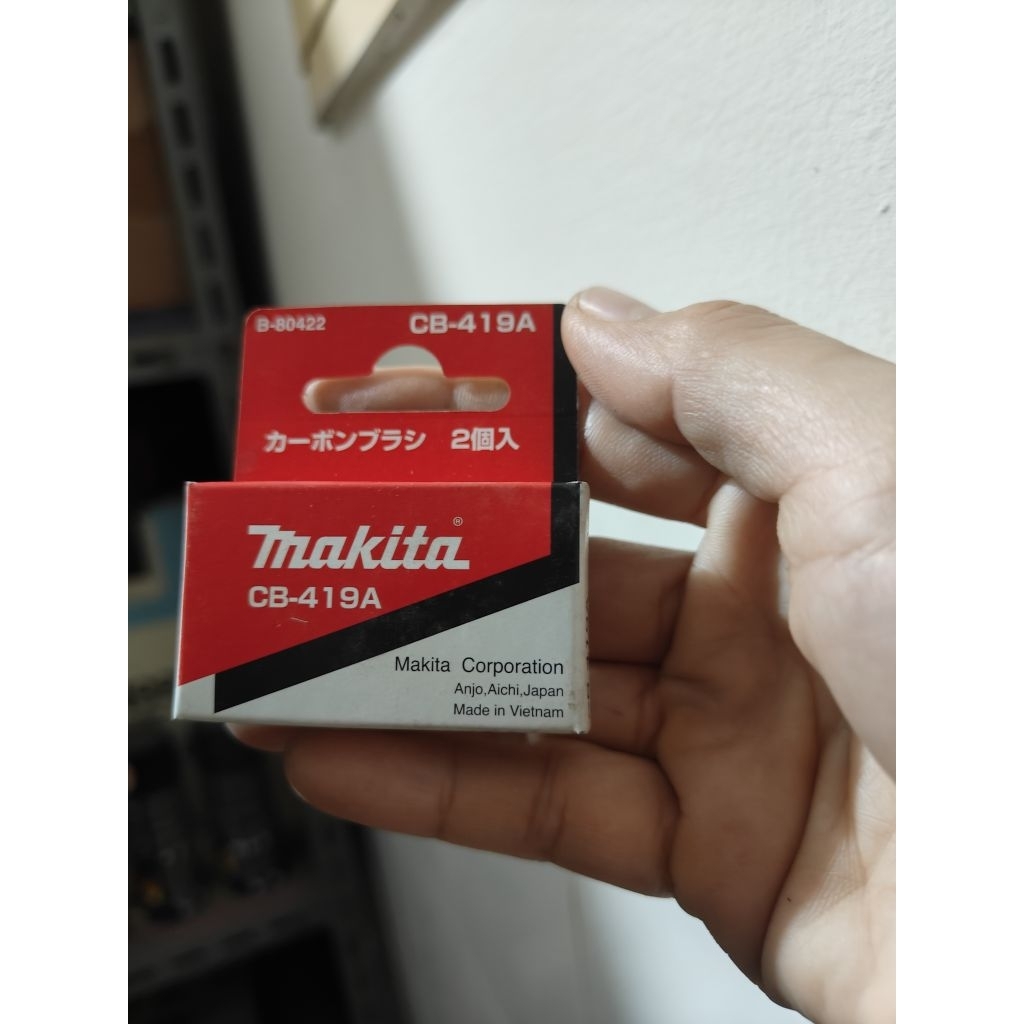 B-80422 CB-419A
カーボンブラシ 2個入
makita®
CB-419A
Makita Corporation
Anjo,Aichi,Japan
Made in Vietnam